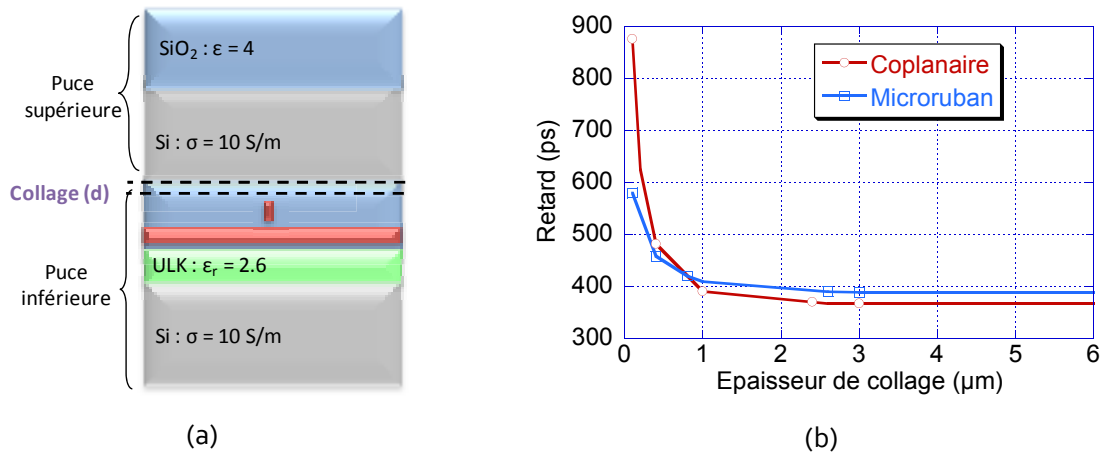 SiO₂ : ε = 4
Puce
supérieure
Si : σ = 10 S/m
Collage (d)
ULK : εᵣ = 2.6
Puce
inférieure
Si : σ = 10 S/m
(a)
900
800
700
600
500
400
300
Retard (ps)
Coplanaire
Microruban
0 1 2 3 4 5 6
Epaisseur de collage (µm)
(b)